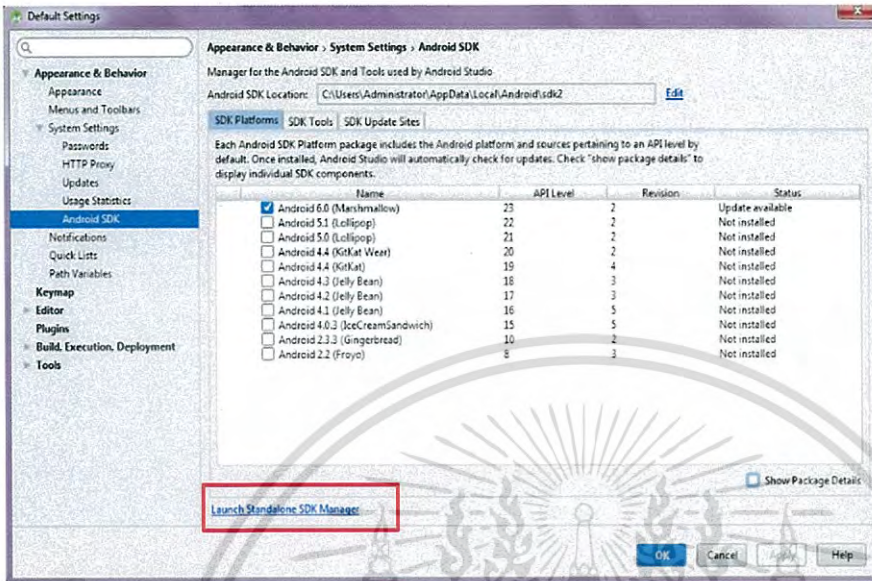 Default Settings
Appearance & Behavior
Appearance
Menus and Toolbars
System Settings
Passwords
HTTP Proxy
Updates
Usage Statistics
Android SDK
Notifications
Quick Lists
Path Variables
Keymap
Editor
Plugins
Build, Execution, Deployment
Tools
Appearance & Behavior › System Settings › Android SDK
Manager for the Android SDK and Tools used by Android Studio
Android SDK Location: C:\Users\Administrator\AppData\Local\Android\sdk2 Edit
SDK Platforms SDK Tools SDK Update Sites
Each Android SDK Platform package includes the Android platform and sources pertaining to an API level by
default. Once installed, Android Studio will automatically check for updates. Check "show package details" to
display individual SDK components.
Name API Level Revision Status
Android 6.0 (Marshmallow) 23 2 Update available
Android 5.1 (Lollipop) 22 2 Not installed
Android 5.0 (Lollipop) 21 2 Not installed
Android 4.4 (KitKat Wear) 20 2 Not installed
Android 4.4 (KitKat) 19 4 Not installed
Android 4.3 (Jelly Bean) 18 3 Not installed
Android 4.2 (Jelly Bean) 17 3 Not installed
Android 4.1 (Jelly Bean) 16 5 Not installed
Android 4.0.3 (IceCreamSandwich) 15 5 Not installed
Android 2.3.3 (Gingerbread) 10 2 Not installed
Android 2.2 (Froyo) 8 3 Not installed
Show Package Details
Launch Standalone SDK Manager
OK Cancel Apply Help